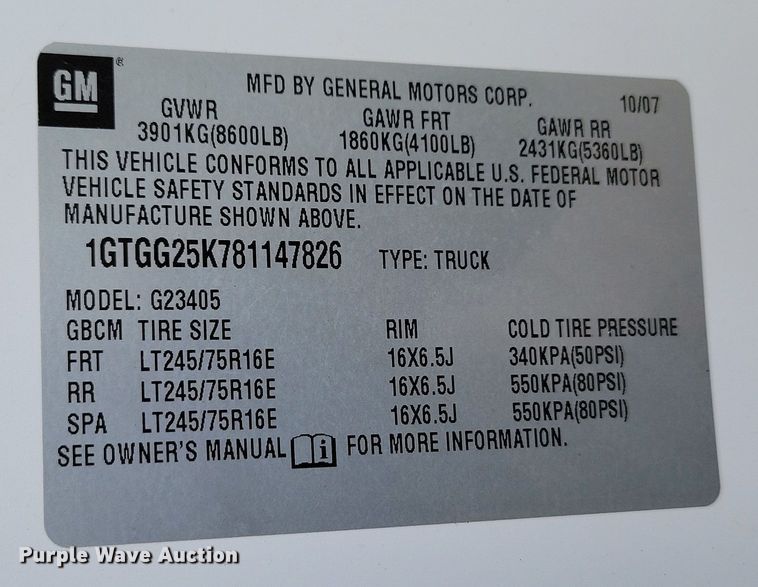 GM®
MFD BY GENERAL MOTORS CORP. 10/07
GVWR GAWR FRT GAWR RR
3901KG(8600LB) 1860KG(4100LB) 2431KG(5360LB)
THIS VEHICLE CONFORMS TO ALL APPLICABLE U.S. FEDERAL MOTOR
VEHICLE SAFETY STANDARDS IN EFFECT ON THE DATE OF
MANUFACTURE SHOWN ABOVE.
1GTGG25K781147826 TYPE: TRUCK
MODEL: G23405
GBCM TIRE SIZE RIM COLD TIRE PRESSURE
FRT LT245/75R16E 16X6.5J 340KPA(50PSI)
RR LT245/75R16E 16X6.5J 550KPA(80PSI)
SPA LT245/75R16E 16X6.5J 550KPA(80PSI)
SEE OWNER'S MANUAL i FOR MORE INFORMATION.
Purple Wave Auction